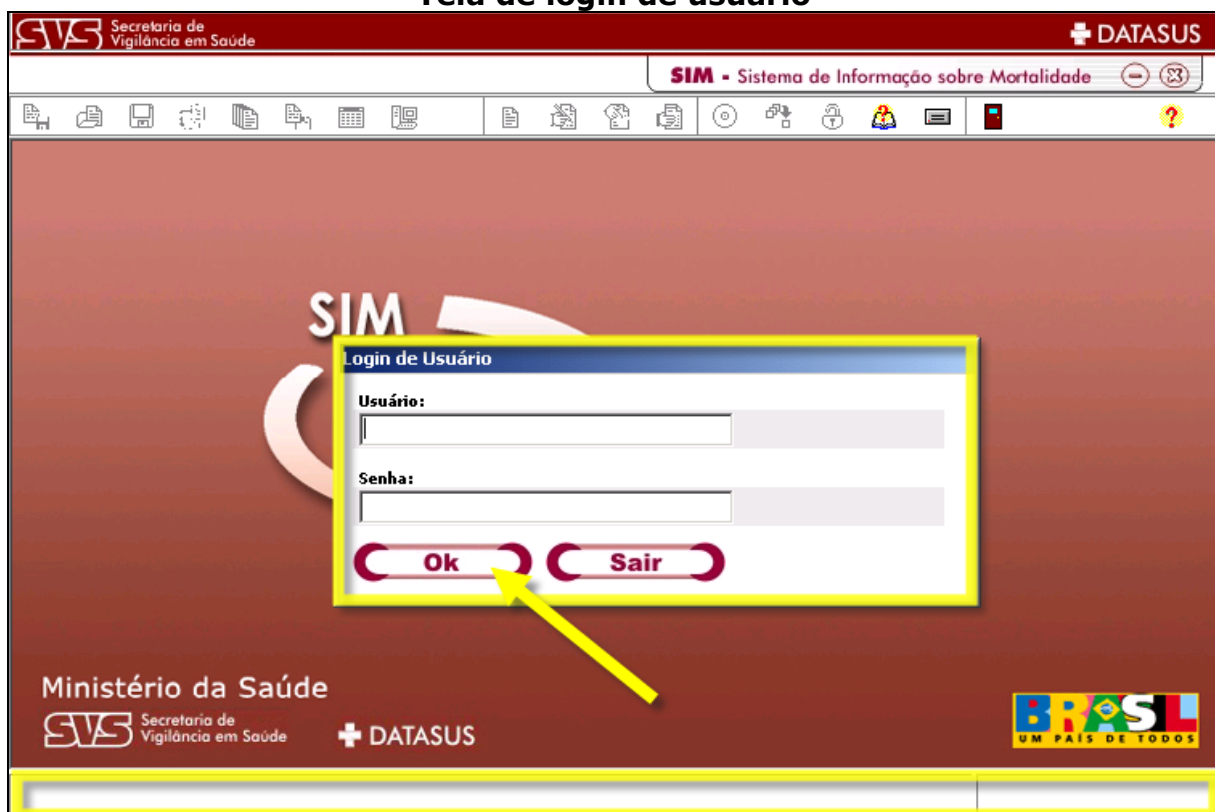 Tela de login de usuário
SVS Secretaria de
Vigilância em Saúde
DATASUS
SIM - Sistema de Informação sobre Mortalidade
?
SIM
Login de Usuário
Usuário:
Senha:
Ok Sair
Ministério da Saúde
SVS Secretaria de
Vigilância em Saúde
DATASUS
BRASIL
UM PAÍS DE TODOS